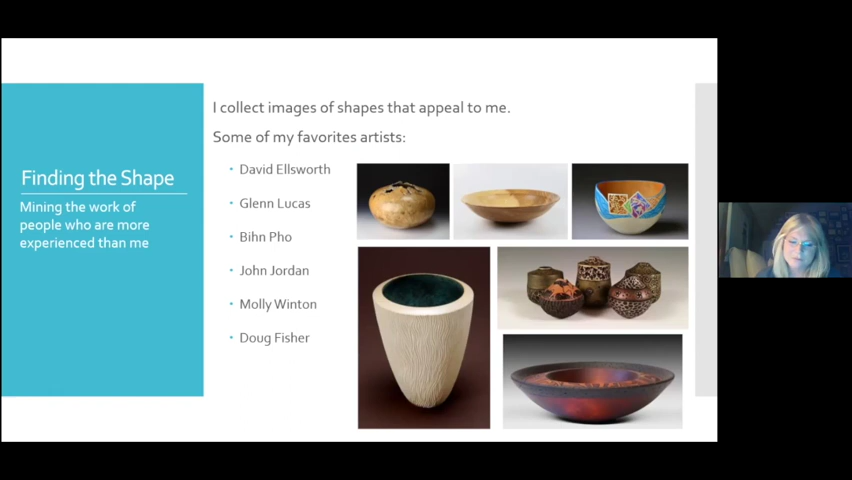 Finding the Shape
Mining the work of
people who are more
experienced than me
I collect images of shapes that appeal to me.
Some of my favorites artists:
• David Ellsworth
• Glenn Lucas
• Bihn Pho
• John Jordan
• Molly Winton
• Doug Fisher